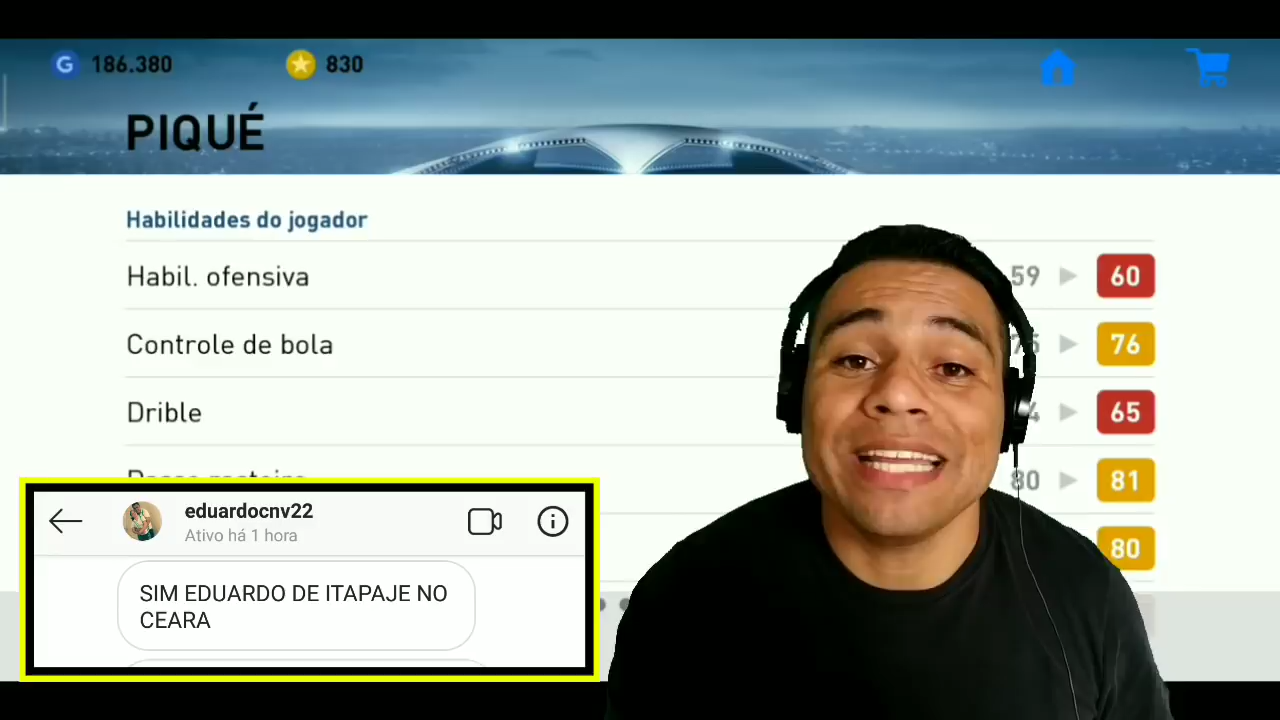 G 186.380 830
PIQUÉ
Habilidades do jogador
Habil. ofensiva 59 60
Controle de bola 76
Drible 65
80 81
80
eduardocnv22
Ativo há 1 hora
SIM EDUARDO DE ITAPAJE NO
CEARA